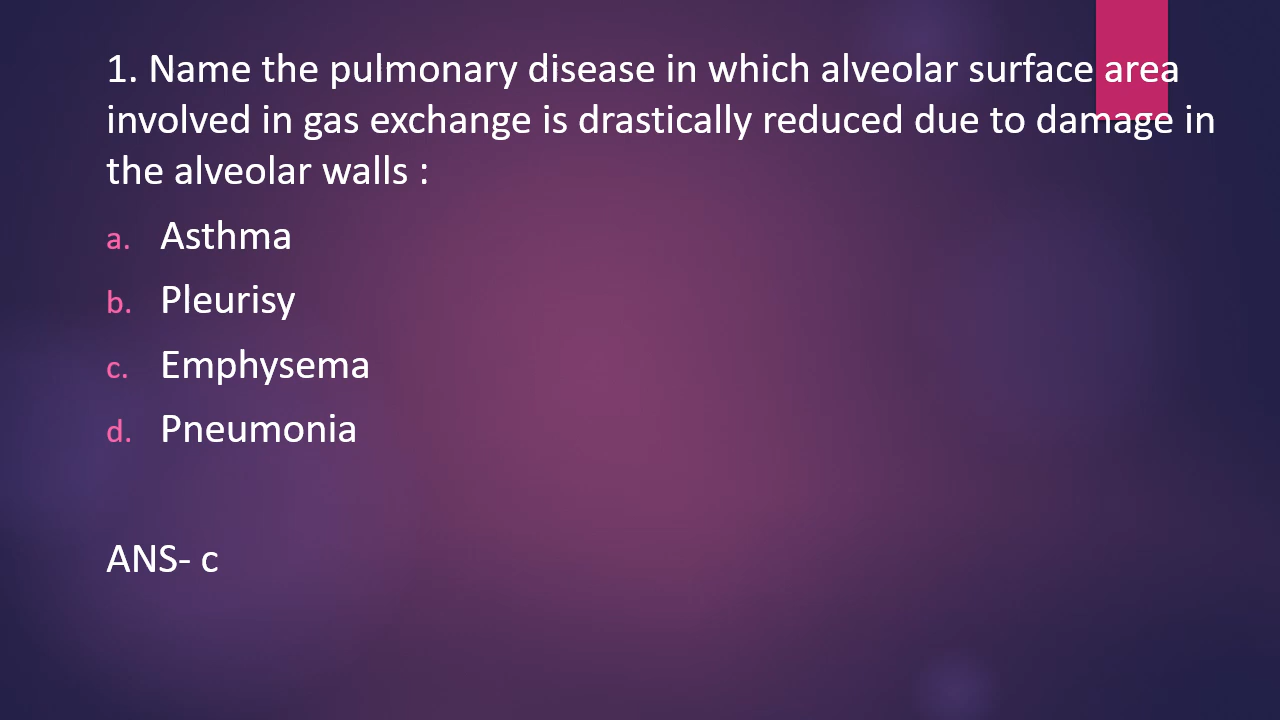 1. Name the pulmonary disease in which alveolar surface area
involved in gas exchange is drastically reduced due to damage in
the alveolar walls :
a. Asthma
b. Pleurisy
c. Emphysema
d. Pneumonia
ANS- c